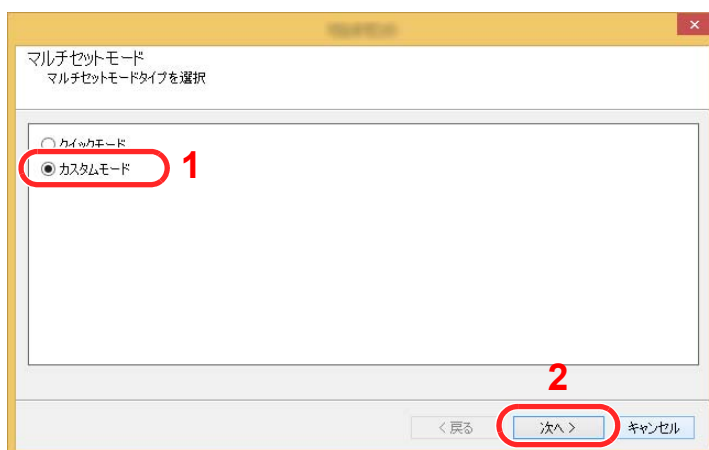 マルチセットモード
マルチセットモードタイプを選択
クイックモード
カスタムモード
1
2
< 戻る
次へ >
キャンセル